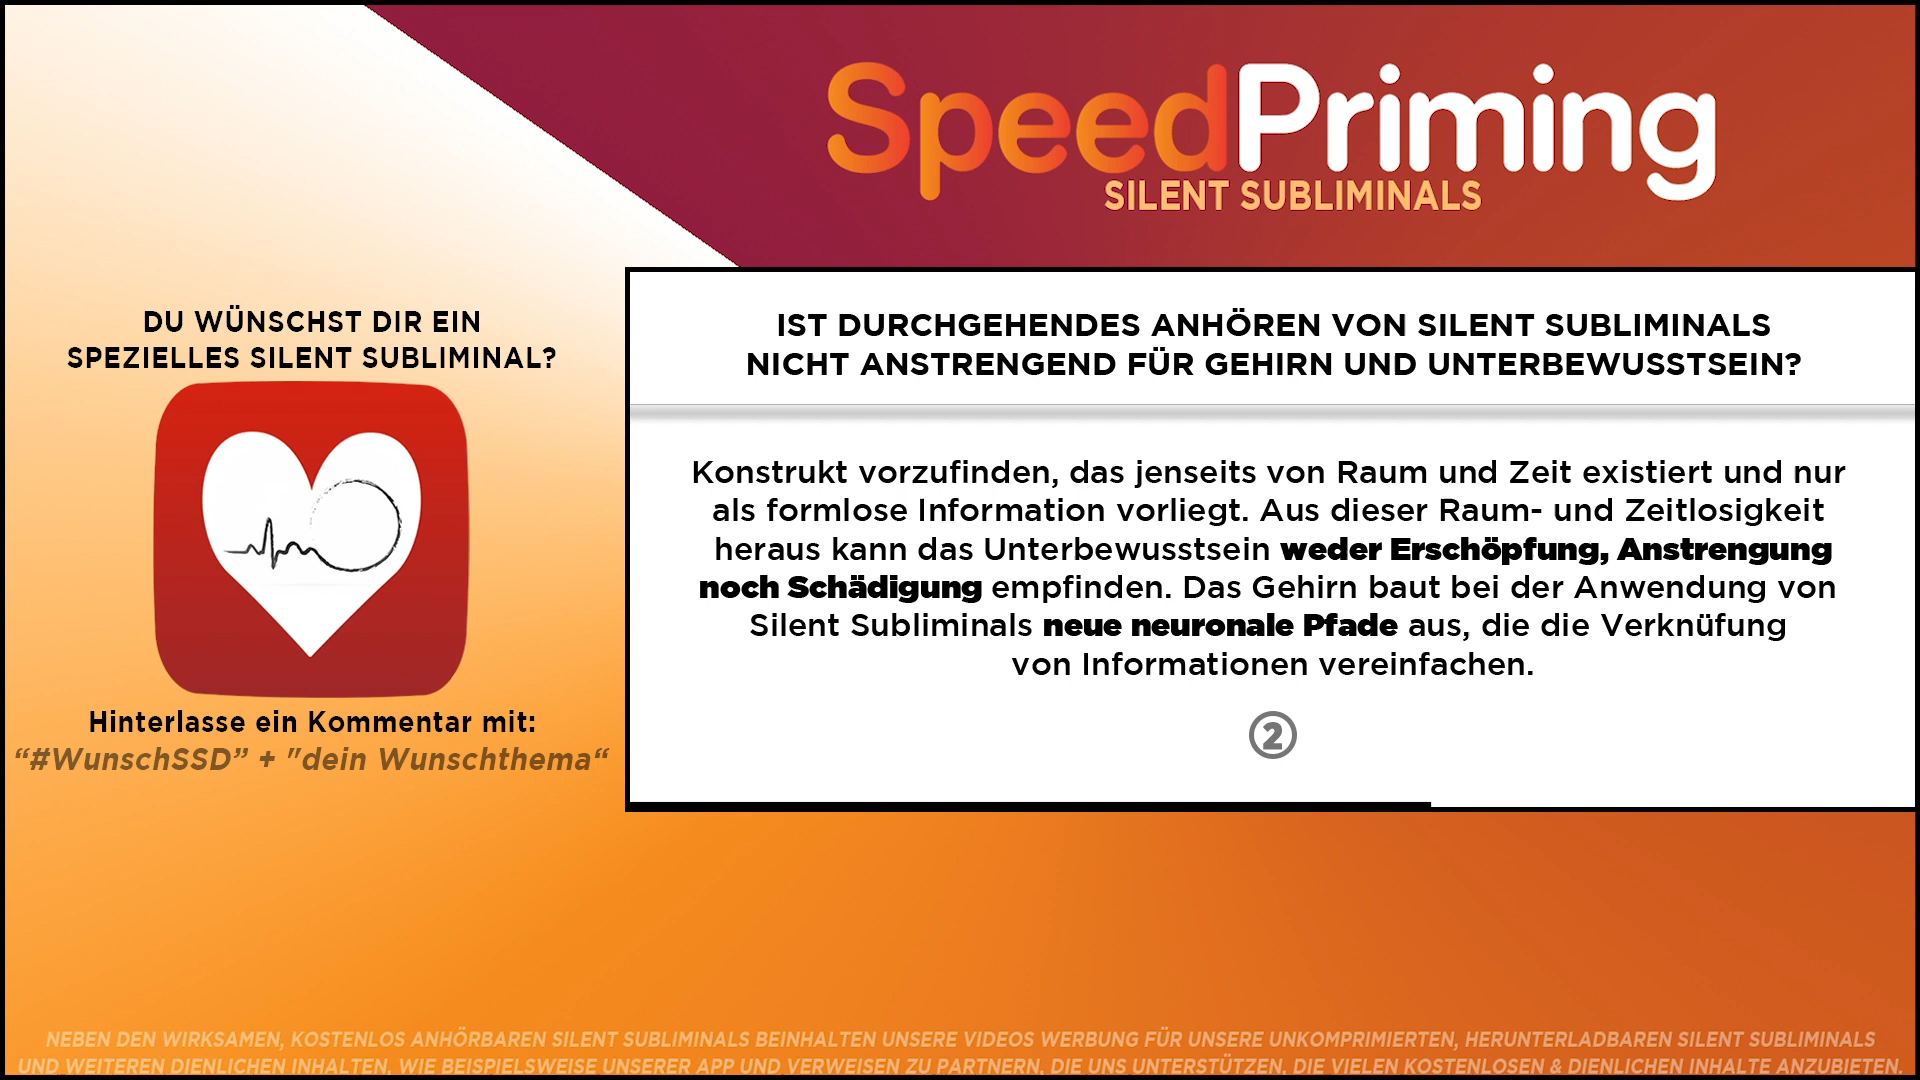 SpeedPriming
SILENT SUBLIMINALS
DU WÜNSCHST DIR EIN
SPEZIELLES SILENT SUBLIMINAL?
Hinterlasse ein Kommentar mit:
“#WunschSSD” + "dein Wunschthema“
IST DURCHGEHENDES ANHÖREN VON SILENT SUBLIMINALS
NICHT ANSTRENGEND FÜR GEHIRN UND UNTERBEWUSSTSEIN?
Konstrukt vorzufinden, das jenseits von Raum und Zeit existiert und nur
als formlose Information vorliegt. Aus dieser Raum- und Zeitlosigkeit
heraus kann das Unterbewusstsein weder Erschöpfung, Anstrengung
noch Schädigung empfinden. Das Gehirn baut bei der Anwendung von
Silent Subliminals neue neuronale Pfade aus, die die Verknüfung
von Informationen vereinfachen.
2
NEBEN DEN WIRKSAMEN, KOSTENLOS ANHÖRBAREN SILENT SUBLIMINALS BEINHALTEN UNSERE VIDEOS WERBUNG FÜR UNSERE UNKOMPRIMIERTEN, HERUNTERLADBAREN SILENT SUBLIMINALS
UND WEITEREN DIENLICHEN INHALTEN, WIE BEISPIELSWEISE UNSERER APP UND VERWEISEN ZU PARTNERN, DIE UNS UNTERSTÜTZEN, DIE VIELEN KOSTENLOSEN & DIENLICHEN INHALTE ANZUBIETEN.